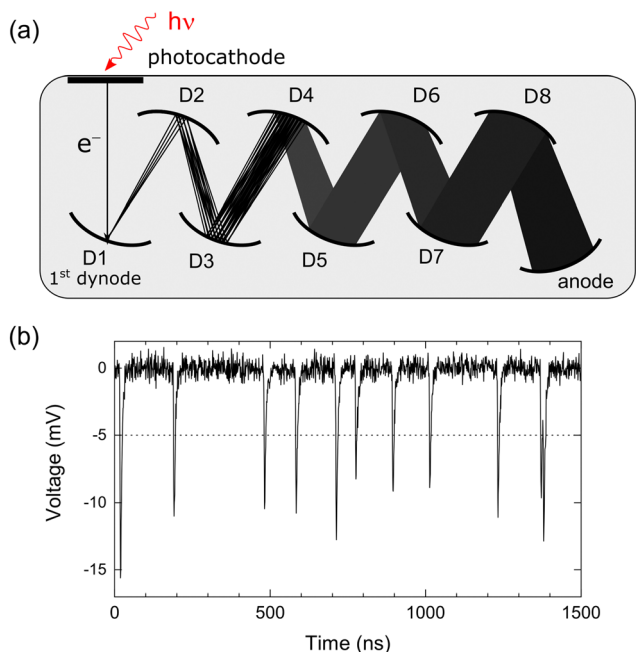 (a)
hν
photocathode
D2
D4
D6
D8
e⁻
D1
D3
D5
D7
1st dynode
anode
(b)
0
-5
-10
-15
Voltage (mV)
0
500
1000
1500
Time (ns)